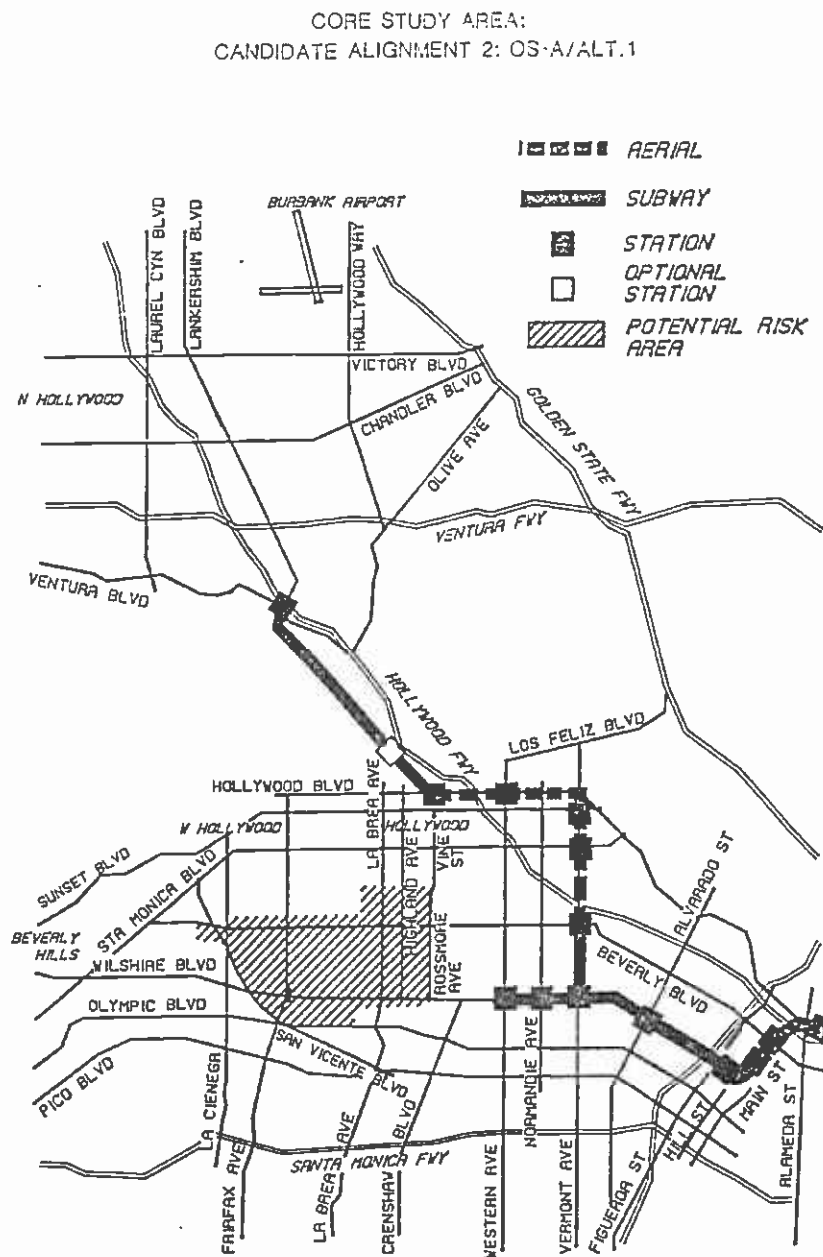 CORE STUDY AREA:
CANDIDATE ALIGNMENT 2: OS-A/ALT.1
AERIAL
SUBWAY
STATION
OPTIONAL
STATION
POTENTIAL RISK
AREA
BURBANK AIRPORT
LAUREL CYN BLVD
LANKERSHIM BLVD
HOLLYWOOD WAY
VICTORY BLVD
N HOLLYWOOD
CHANDLER BLVD
OLIVE AVE
GOLDEN STATE FWY
VENTURA FWY
VENTURA BLVD
HOLLYWOOD FWY
LOS FELIZ BLVD
HOLLYWOOD BLVD
LA BREA AVE
W HOLLYWOOD
HOLLYWOOD
HIGHLAND AVE
VINE
ST
SUNSET BLVD
STA MONICA BLVD
ALVARADO ST
BEVERLY
HILLS
ROSSMORE
AVE
BEVERLY BLVD
WILSHIRE BLVD
OLYMPIC BLVD
SAN VICENTE BLVD
PICO BLVD
NORMANDIE AVE
LA CIENEGA
SANTA MONICA FWY
FAIRFAX AVE
LA BREA AVE
CRENSHAW BLVD
WESTERN AVE
VERMONT AVE
FIGUEROA ST
HILL ST
MAIN ST
ALAMEDA ST